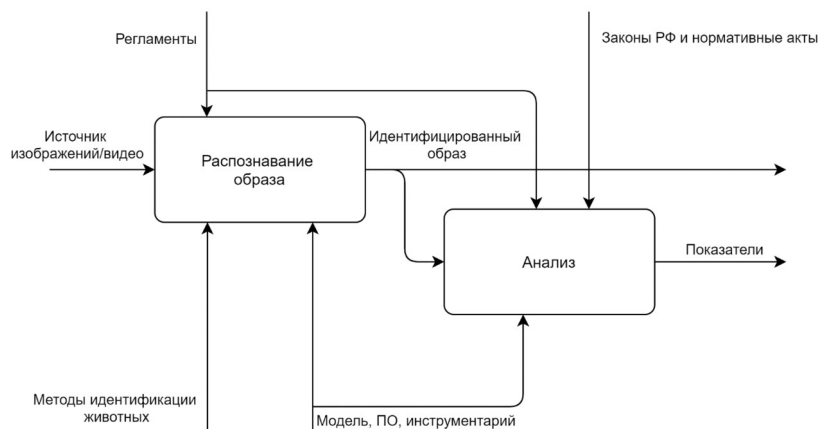 Регламенты
Законы РФ и нормативные акты
Источник
изображений/видео
Распознавание
образа
Идентифицированный
образ
Анализ
Показатели
Методы идентификации
животных
Модель, ПО, инструментарий